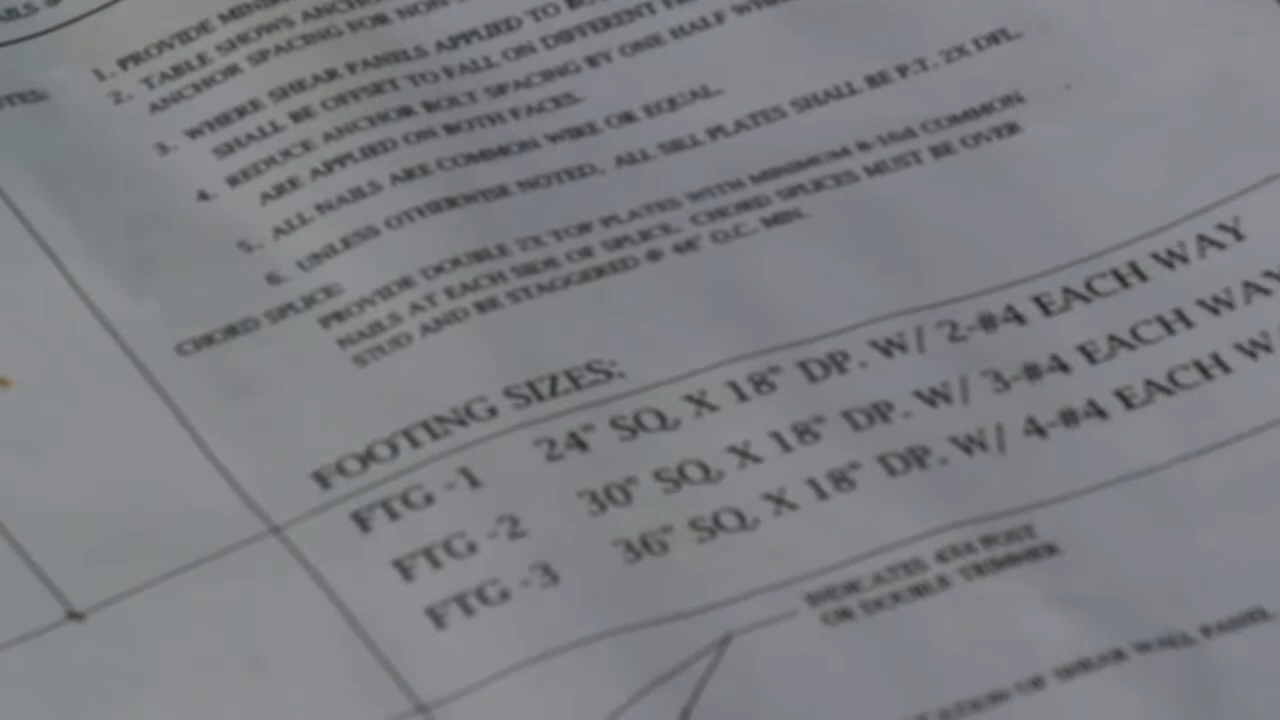 1. PROVIDE
2. TABLE SHOWS
ANCHOR SPACING FOR
3. WHERE SHEAR PANELS APPLIED TO
SHALL BE OFFSET TO FALL ON DIFFERENT
4. REDUCE ANCHOR BOLT SPACING BY ONE HALF
ARE APPLIED ON BOTH FACES.
5. ALL NAILS ARE COMMON WIRE OR EQUAL.
6. UNLESS OTHERWISE NOTED, ALL SILL PLATES SHALL BE P.T. 2X DFL.
CHORD SPLICE: PROVIDE DOUBLE 2X TOP PLATES WITH MINIMUM 8-16d COMMON
NAILS AT EACH SIDE OF SPLICE. CHORD SPLICES MUST BE OVER
STUD AND BE STAGGERED @ 48" O.C. MIN.
FOOTING SIZES:
FTG -1 24" SQ. X 18" DP. W/ 2-#4 EACH WAY
FTG -2 30" SQ. X 18" DP. W/ 3-#4 EACH WAY
FTG -3 36" SQ. X 18" DP. W/ 4-#4 EACH W
INDICATES 4X4 POST
OR DOUBLE TRIMMER
OF SHEAR WALL PANEL